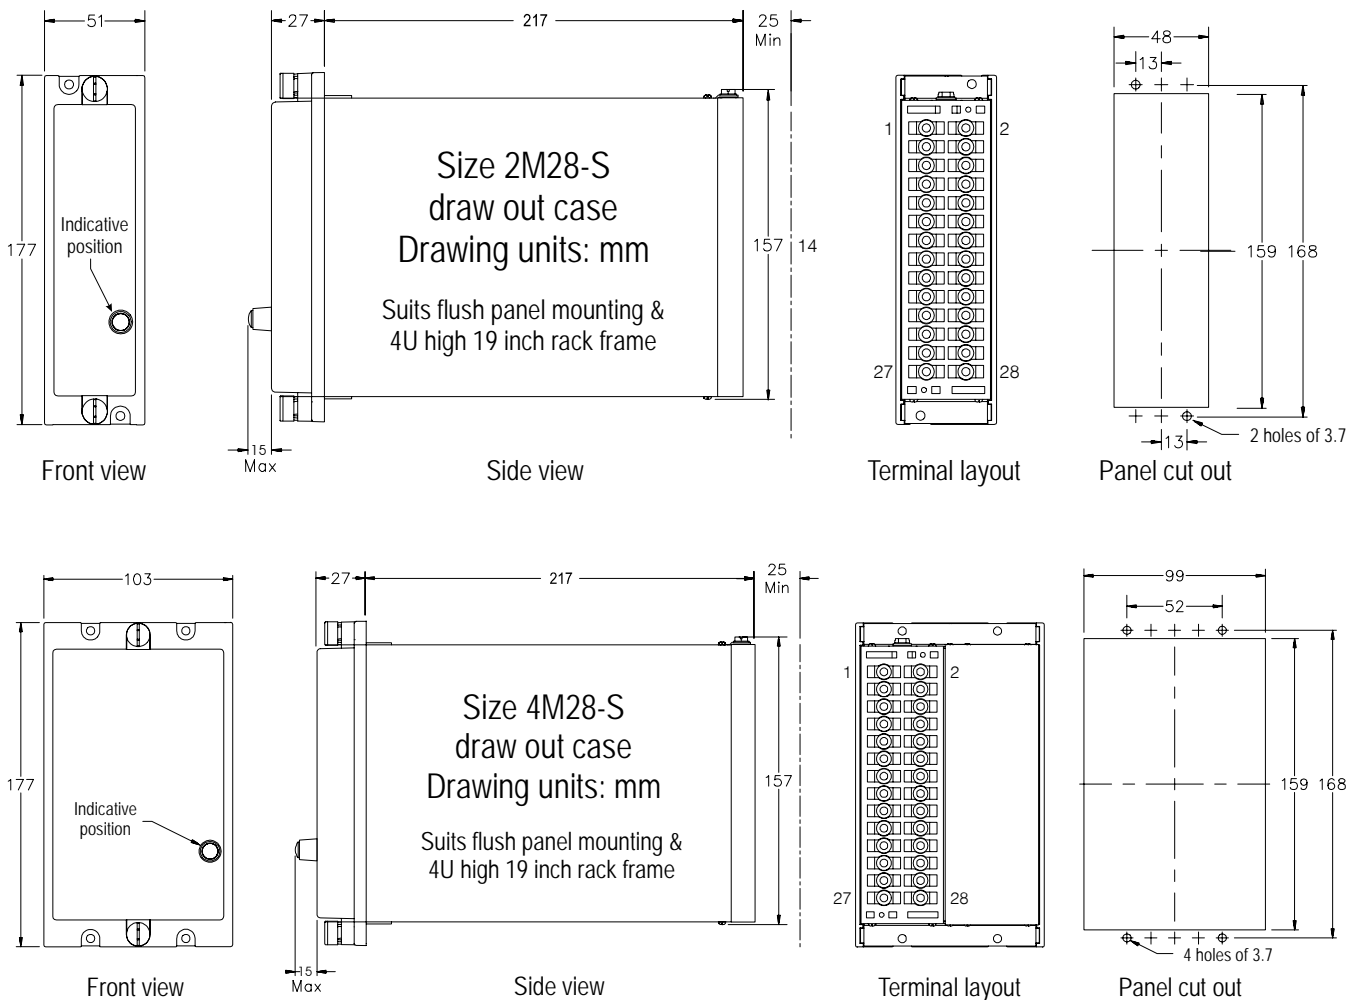 51
27
217
25
Min
48
13
177
Indicative
position
Size 2M28-S
draw out case
Drawing units: mm
Suits flush panel mounting &
4U high 19 inch rack frame
157
14
1
2
27
28
159
168
15
Max
13
2 holes of 3.7
Front view
Side view
Terminal layout
Panel cut out
103
27
217
25
Min
99
52
177
Indicative
position
Size 4M28-S
draw out case
Drawing units: mm
Suits flush panel mounting &
4U high 19 inch rack frame
157
1
2
27
28
159
168
15
Max
4 holes of 3.7
Front view
Side view
Terminal layout
Panel cut out